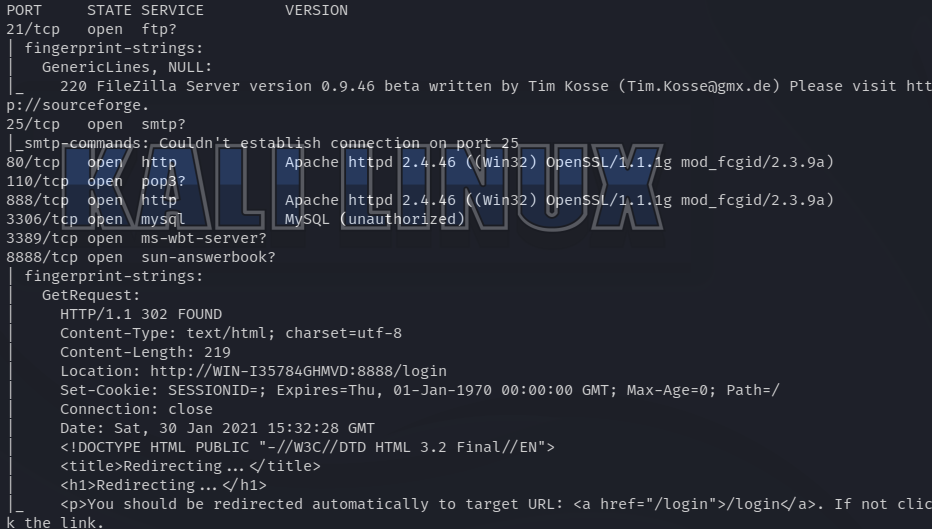 PORT     STATE SERVICE         VERSION
21/tcp   open  ftp?
| fingerprint-strings:
|   GenericLines, NULL:
|_    220 FileZilla Server version 0.9.46 beta written by Tim Kosse (Tim.Kosse@gmx.de) Please visit htt
p://sourceforge.
25/tcp   open  smtp?
|_smtp-commands: Couldn't establish connection on port 25
80/tcp   open  http            Apache httpd 2.4.46 ((Win32) OpenSSL/1.1.1g mod_fcgid/2.3.9a)
110/tcp  open  pop3?
888/tcp  open  http            Apache httpd 2.4.46 ((Win32) OpenSSL/1.1.1g mod_fcgid/2.3.9a)
KALI LINUX
3306/tcp open  mysql           MySQL (unauthorized)
3389/tcp open  ms-wbt-server?
8888/tcp open  sun-answerbook?
| fingerprint-strings:
|   GetRequest:
|     HTTP/1.1 302 FOUND
|     Content-Type: text/html; charset=utf-8
|     Content-Length: 219
|     Location: http://WIN-I35784GHMVD:8888/login
|     Set-Cookie: SESSIONID=; Expires=Thu, 01-Jan-1970 00:00:00 GMT; Max-Age=0; Path=/
|     Connection: close
|     Date: Sat, 30 Jan 2021 15:32:28 GMT
|     <!DOCTYPE HTML PUBLIC "-//W3C//DTD HTML 3.2 Final//EN">
|     <title>Redirecting...</title>
|     <h1>Redirecting...</h1>
|_    <p>You should be redirected automatically to target URL: <a href="/login">/login</a>. If not clic
k the link.